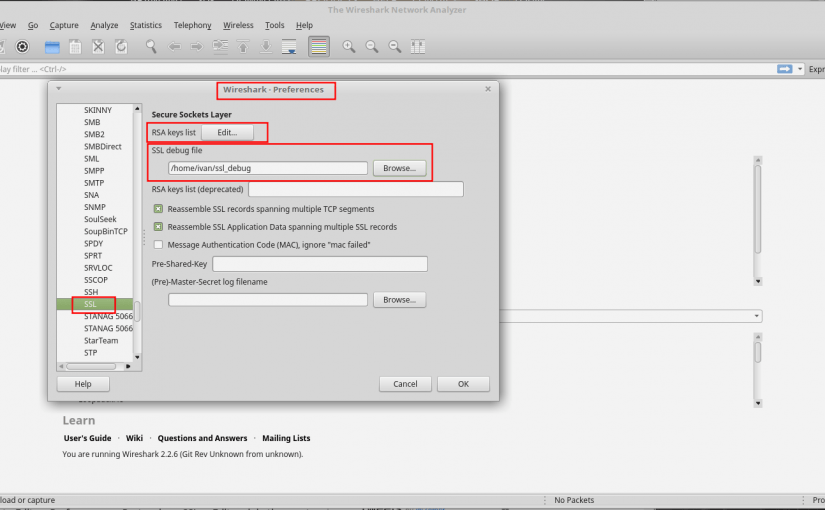 The Wireshark Network Analyzer
View Go Capture Analyze Statistics Telephony Wireless Tools Help
play filter ... <Ctrl-/> Expr
Wireshark · Preferences
SKINNY
SMB
SMB2
SMBDirect
SML
SMPP
SMTP
SNA
SNMP
SoulSeek
SoupBinTCP
SPDY
SPRT
SRVLOC
SSCOP
SSH
SSL
STANAG 5066
STANAG 5066
StarTeam
STP
Secure Sockets Layer
RSA keys list Edit...
SSL debug file
/home/ivan/ssl_debug Browse...
RSA keys list (deprecated)
Reassemble SSL records spanning multiple TCP segments
Reassemble SSL Application Data spanning multiple SSL records
Message Authentication Code (MAC), ignore "mac failed"
Pre-Shared-Key
(Pre)-Master-Secret log filename
Browse...
Help Cancel OK
Learn
User's Guide · Wiki · Questions and Answers · Mailing Lists
You are running Wireshark 2.2.6 (Git Rev Unknown from unknown).
load or capture No Packets Pro